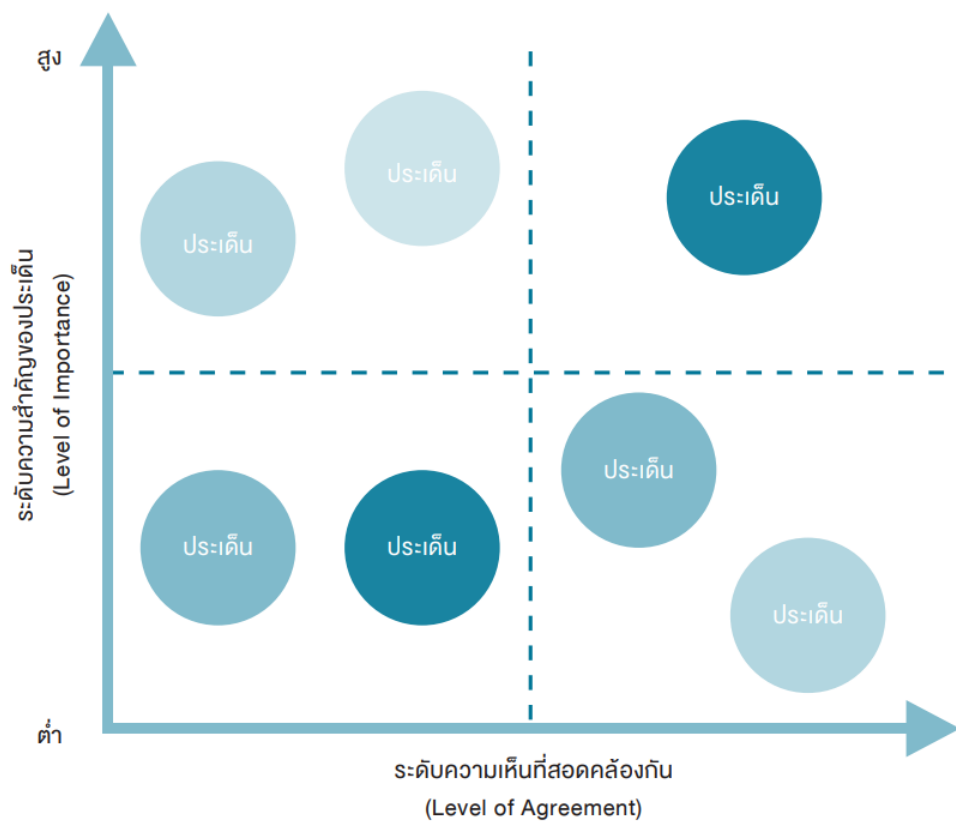 สูง
ประเด็น
ประเด็น
ประเด็น
ระดับความสำคัญของประเด็น
(Level of Importance)
ประเด็น
ประเด็น
ประเด็น
ประเด็น
ต่ำ
ระดับความเห็นที่สอดคล้องกัน
(Level of Agreement)